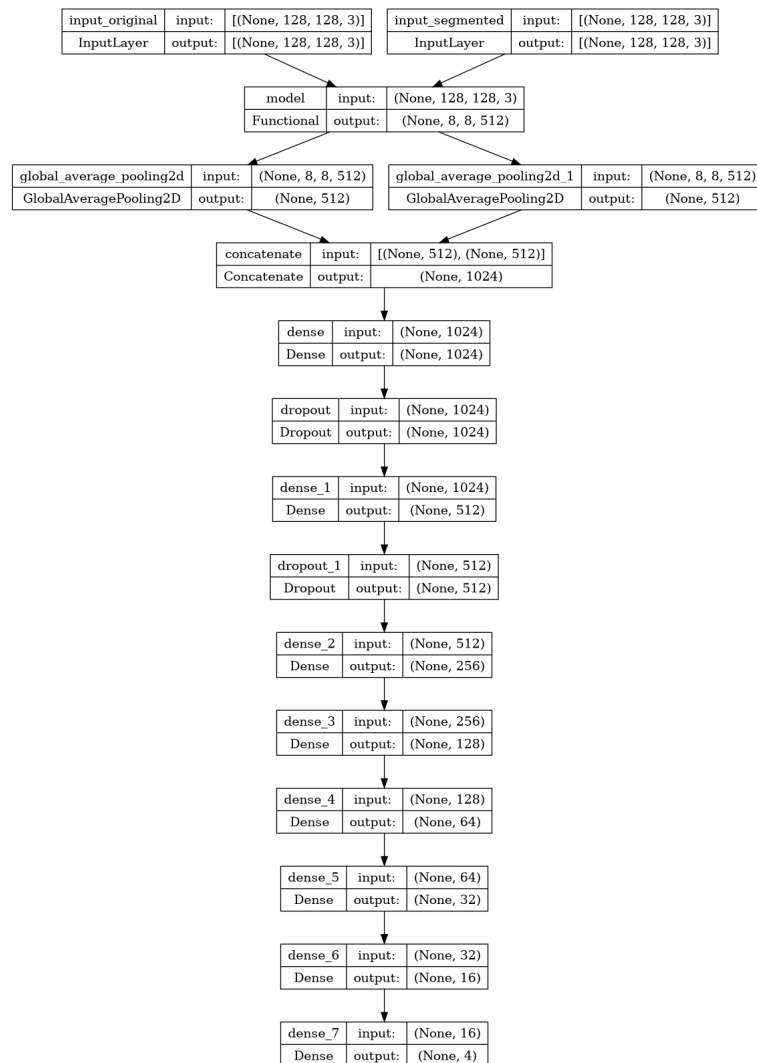 input_original input: [(None, 128, 128, 3)]
InputLayer output: [(None, 128, 128, 3)]
input_segmented input: [(None, 128, 128, 3)]
InputLayer output: [(None, 128, 128, 3)]
model input: (None, 128, 128, 3)
Functional output: (None, 8, 8, 512)
global_average_pooling2d input: (None, 8, 8, 512)
GlobalAveragePooling2D output: (None, 512)
global_average_pooling2d_1 input: (None, 8, 8, 512)
GlobalAveragePooling2D output: (None, 512)
concatenate input: [(None, 512), (None, 512)]
Concatenate output: (None, 1024)
dense input: (None, 1024)
Dense output: (None, 1024)
dropout input: (None, 1024)
Dropout output: (None, 1024)
dense_1 input: (None, 1024)
Dense output: (None, 512)
dropout_1 input: (None, 512)
Dropout output: (None, 512)
dense_2 input: (None, 512)
Dense output: (None, 256)
dense_3 input: (None, 256)
Dense output: (None, 128)
dense_4 input: (None, 128)
Dense output: (None, 64)
dense_5 input: (None, 64)
Dense output: (None, 32)
dense_6 input: (None, 32)
Dense output: (None, 16)
dense_7 input: (None, 16)
Dense output: (None, 4)